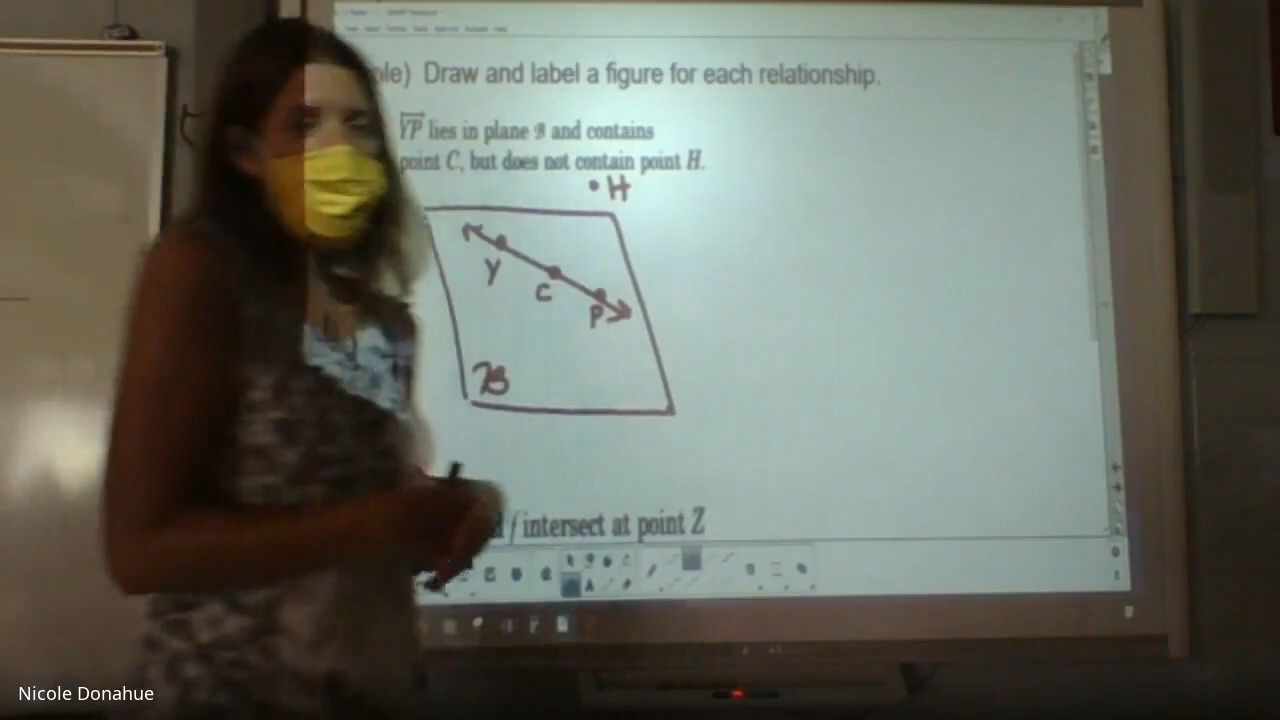 ole) Draw and label a figure for each relationship.
YP lies in plane B and contains
point C, but does not contain point H.
H
Y
C
P
B
f intersect at point Z
Nicole Donahue